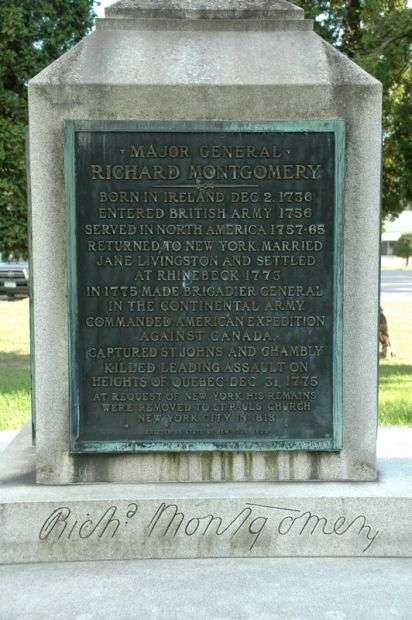 · MAJOR GENERAL ·
RICHARD MONTGOMERY
BORN IN IRELAND DEC. 2. 1736
ENTERED BRITISH ARMY 1756
SERVED IN NORTH AMERICA 1757-65
RETURNED TO NEW YORK MARRIED
JANE LIVINGSTON AND SETTLED
AT RHINEBECK 1773
IN 1775 MADE BRIGADIER GENERAL
IN THE CONTINENTAL ARMY
COMMANDED AMERICAN EXPEDITION
AGAINST CANADA.
CAPTURED ST JOHNS AND CHAMBLY
KILLED LEADING ASSAULT ON
HEIGHTS OF QUEBEC DEC. 31, 1775
AT REQUEST OF NEW YORK HIS REMAINS
WERE REMOVED TO ST PAULS CHURCH
NEW YORK CITY IN 1818
Richd Montgomery